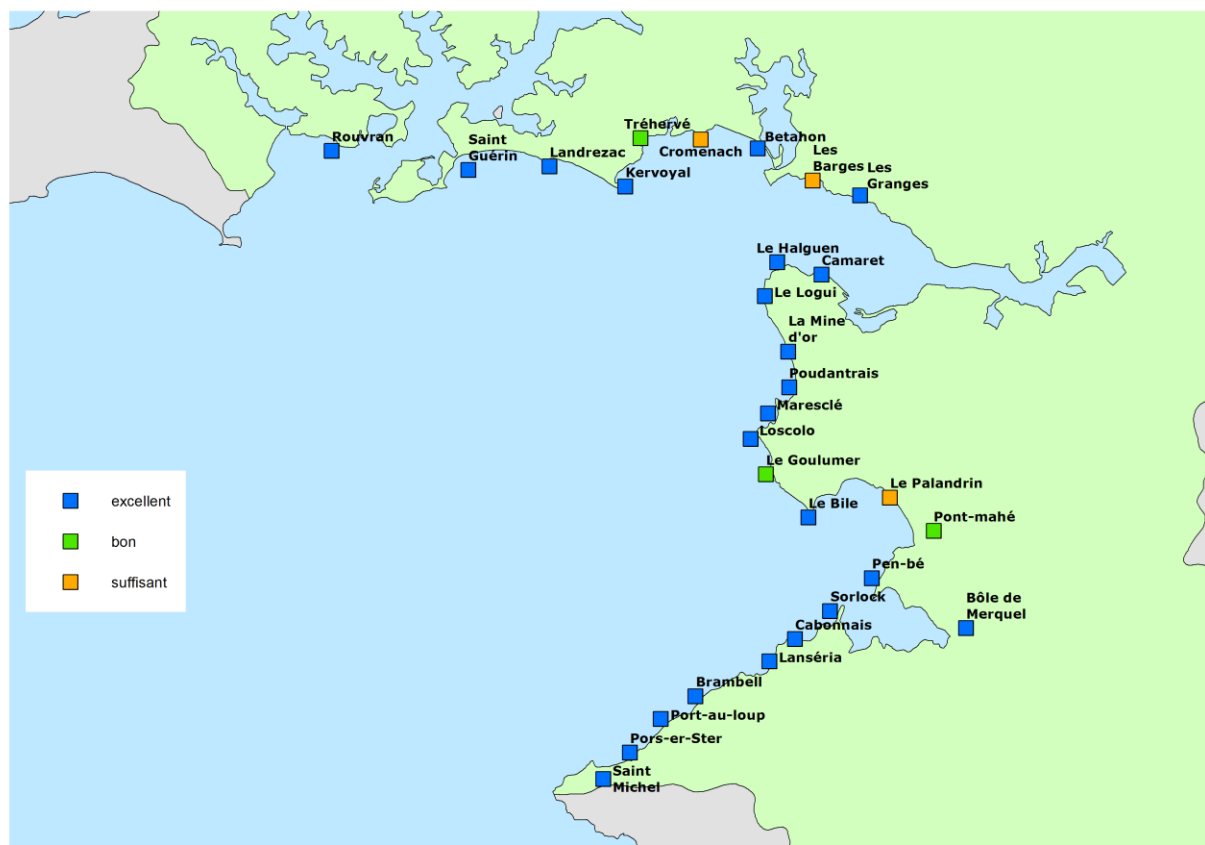 Tréhervé
Rouvran
Saint
Guérin
Landrezac
Cromenach
Betahon
Les
Barges
Les
Granges
Kervoyal
Le Halguen
Camaret
Le Logui
La Mine
d'or
Poudantrais
Maresclé
Loscolo
Le Goulumer
Le Palandrin
Le Bile
Pont-mahé
excellent
bon
suffisant
Pen-bé
Sorlock
Bôle de
Merquel
Cabonnais
Lanséria
Brambell
Port-au-loup
Pors-er-Ster
Saint
Michel